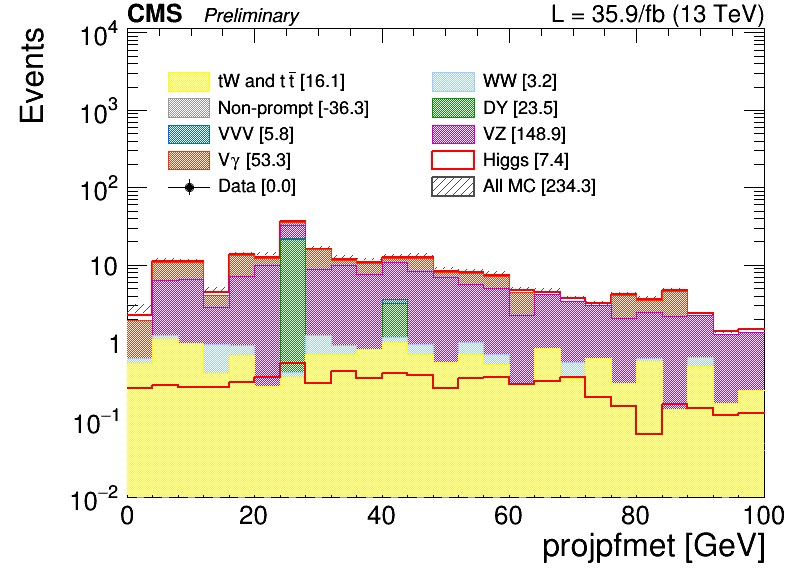 CMS Preliminary L = 35.9/fb (13 TeV)
Events
10⁴
10³
10²
10
1
10⁻¹
10⁻²
tW and t t̄ [16.1]
Non-prompt [-36.3]
VVV [5.8]
Vγ [53.3]
Data [0.0]
WW [3.2]
DY [23.5]
VZ [148.9]
Higgs [7.4]
All MC [234.3]
0 20 40 60 80 100
projpfmet [GeV]